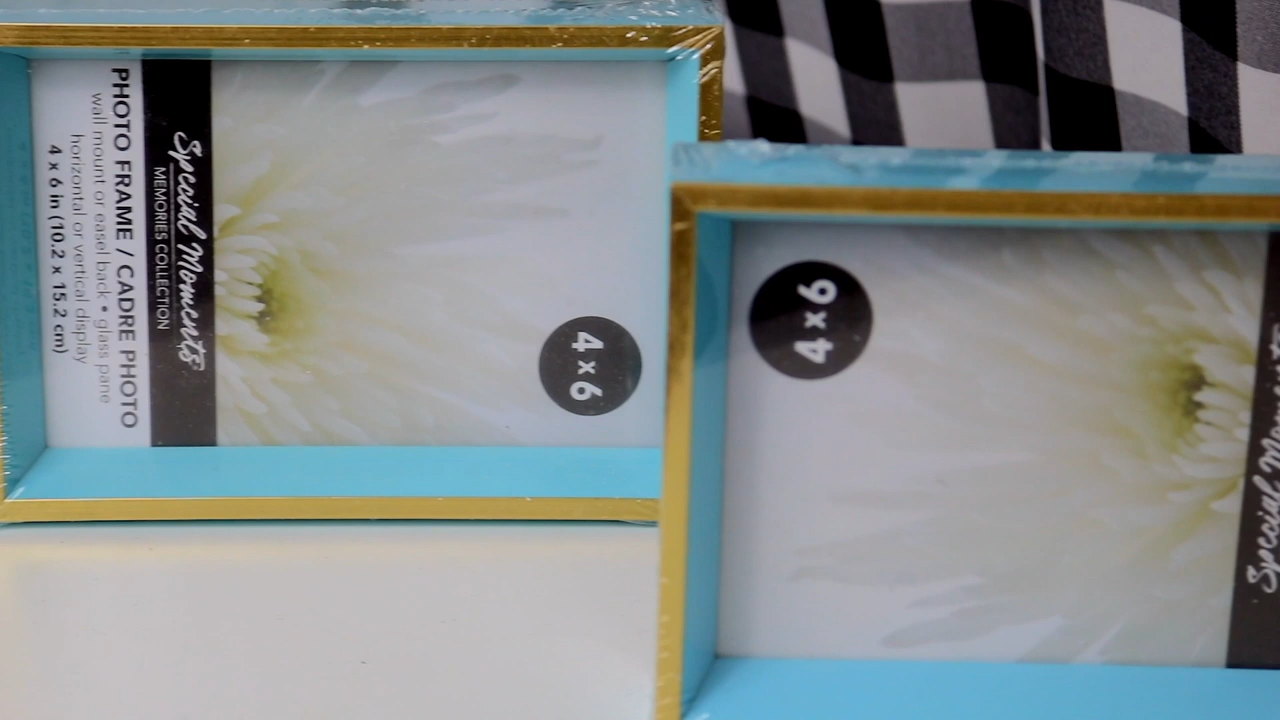 Special Moments
MEMORIES COLLECTION
PHOTO FRAME / CADRE PHOTO
wall mount or easel back • glass pane
horizontal or vertical display
4 x 6 in (10.2 x 15.2 cm)
4 x 6
4 x 6
Special Moments